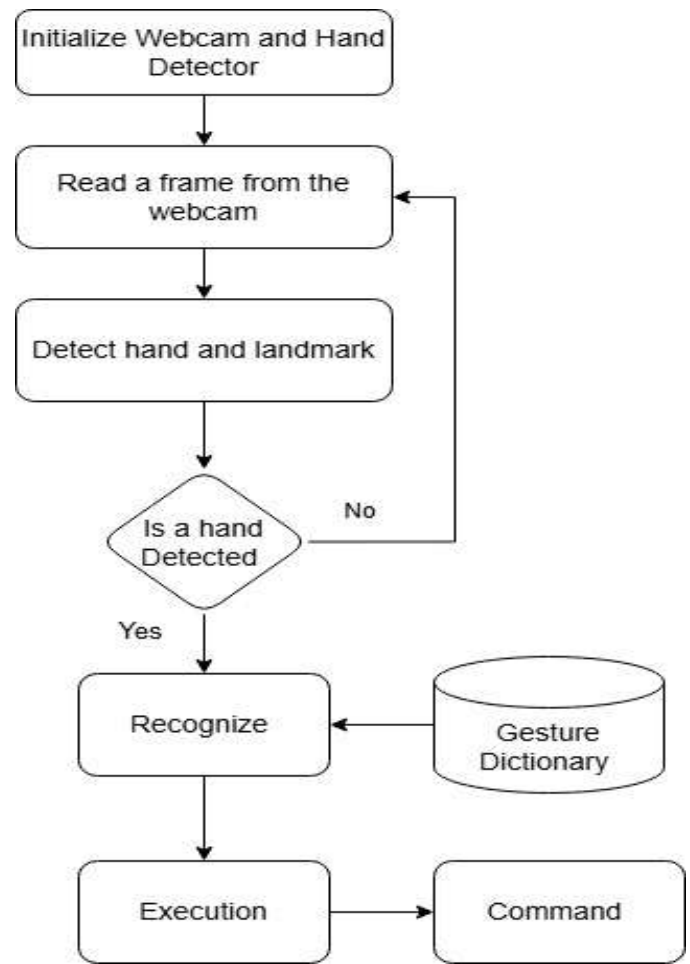 Initialize Webcam and Hand
Detector
Read a frame from the
webcam
Detect hand and landmark
Is a hand
Detected
No
Yes
Recognize
Gesture
Dictionary
Execution
Command